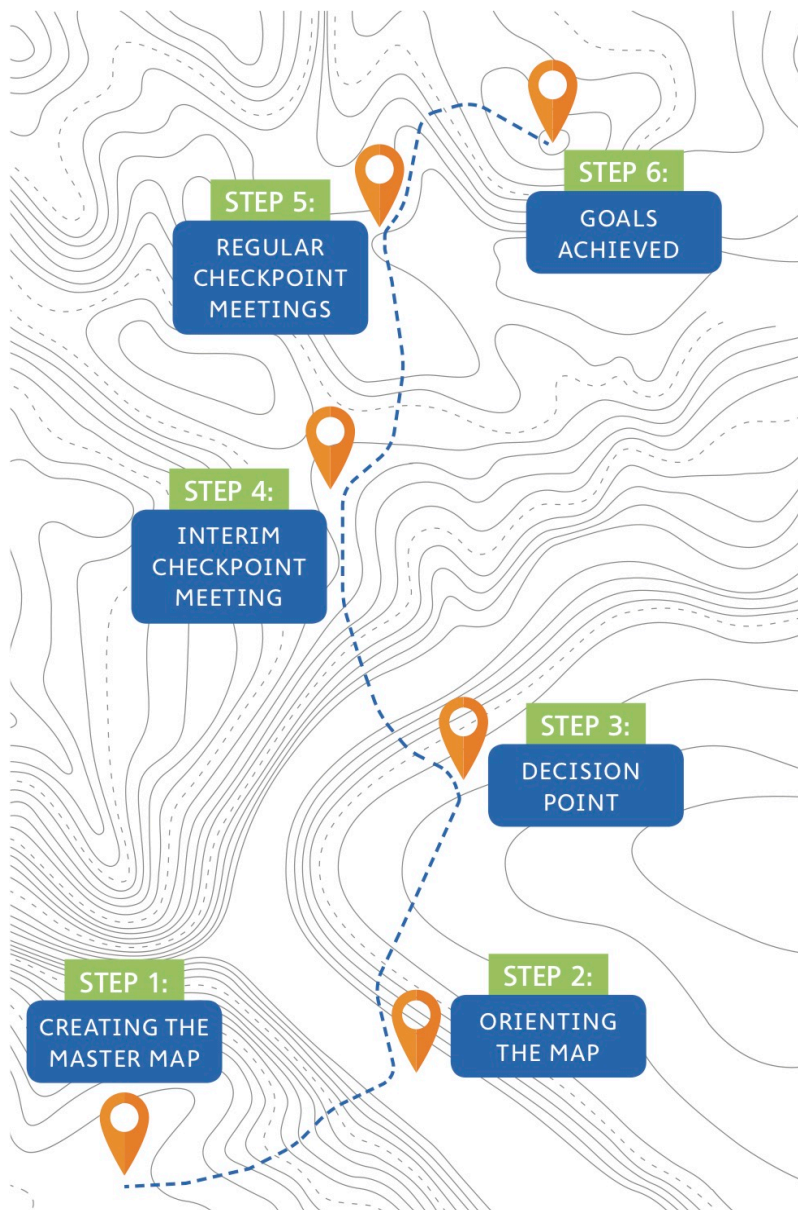 STEP 1:
CREATING THE
MASTER MAP
STEP 2:
ORIENTING
THE MAP
STEP 3:
DECISION
POINT
STEP 4:
INTERIM
CHECKPOINT
MEETING
STEP 5:
REGULAR
CHECKPOINT
MEETINGS
STEP 6:
GOALS
ACHIEVED